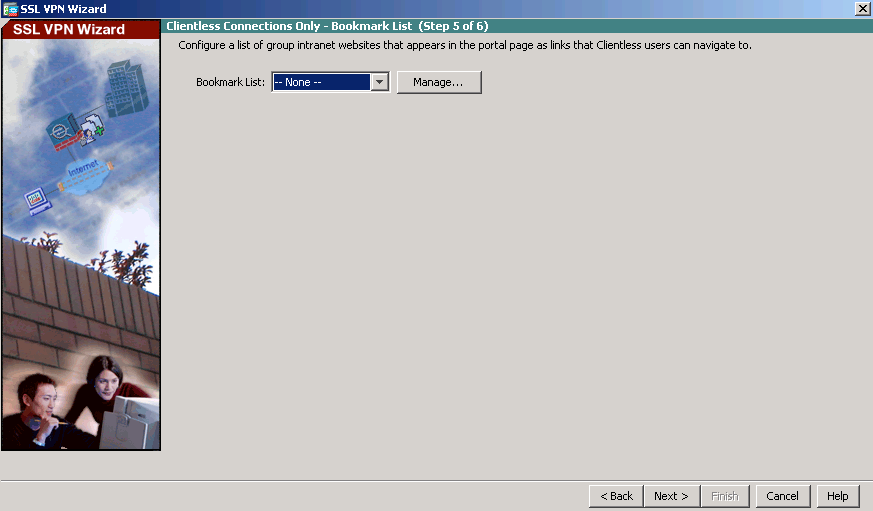 SSL VPN Wizard
SSL VPN Wizard
Clientless Connections Only - Bookmark List (Step 5 of 6)
Configure a list of group intranet websites that appears in the portal page as links that Clientless users can navigate to.
Bookmark List: -- None -- Manage...
Internet
< Back Next > Finish Cancel Help